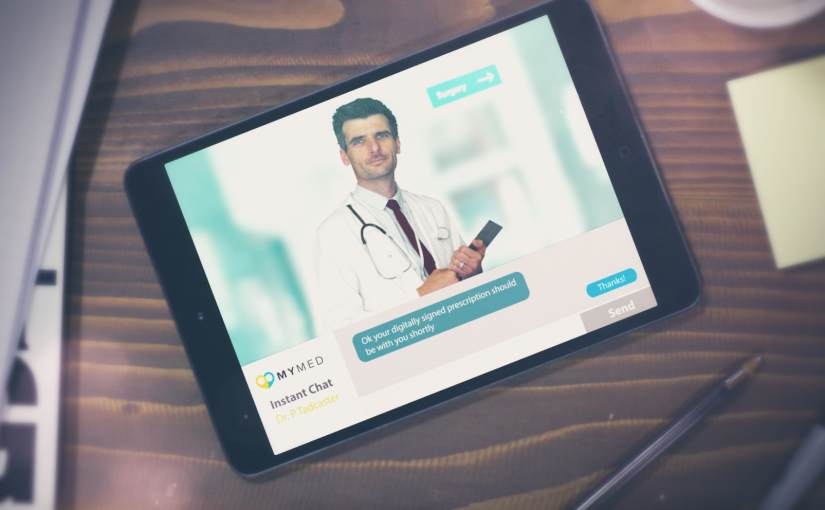 Surgery
Ok your digitally signed prescription should
be with you shortly
Thanks!
Send
MYMED
Instant Chat
Dr. P Tadcaster